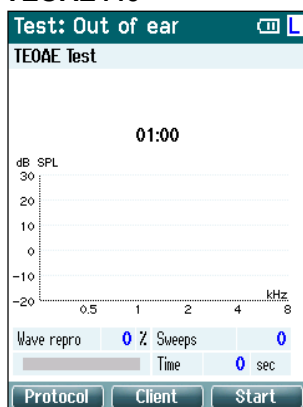 Test: Out of ear L
TEOAE Test
01:00
dB SPL
30
20
10
0
-10
-20
kHz
0.5 1 2 4 8
Wave repro 0 % Sweeps 0
Time 0 sec
Protocol Client Start